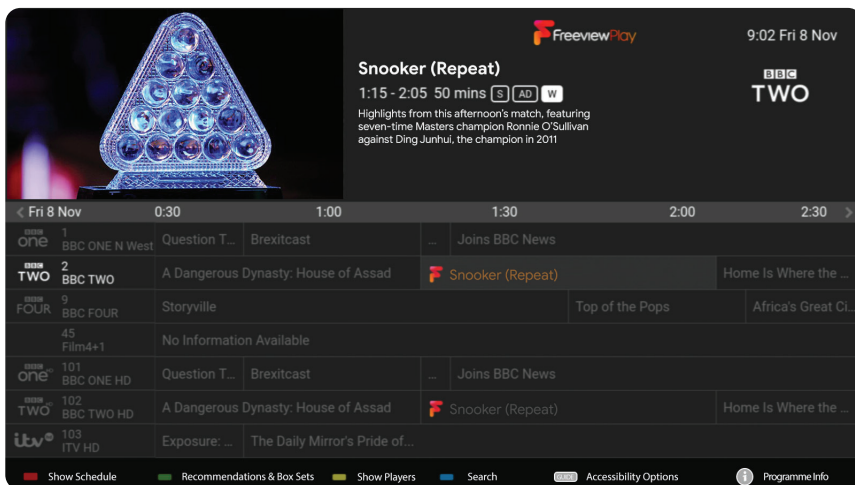 FreeviewPlay
9:02 Fri 8 Nov
Snooker (Repeat)
1:15 - 2:05 50 mins S AD W
Highlights from this afternoon's match, featuring
seven-time Masters champion Ronnie O'Sullivan
against Ding Junhui, the champion in 2011
BBC
TWO
< Fri 8 Nov 0:30 1:00 1:30 2:00 2:30 >
BBC one 1 BBC ONE N West Question T... Brexitcast ... Joins BBC News
BBC TWO 2 BBC TWO A Dangerous Dynasty: House of Assad Snooker (Repeat) Home Is Where the ...
BBC FOUR 9 BBC FOUR Storyville Top of the Pops Africa's Great Ci...
45 Film4+1 No Information Available
BBC one HD 101 BBC ONE HD Question T... Brexitcast ... Joins BBC News
BBC TWO HD 102 BBC TWO HD A Dangerous Dynasty: House of Assad Snooker (Repeat) Home Is Where the ...
itv HD 103 ITV HD Exposure: ... The Daily Mirror's Pride of...
Show Schedule Recommendations & Box Sets Show Players Search GUIDE Accessibility Options i Programme Info